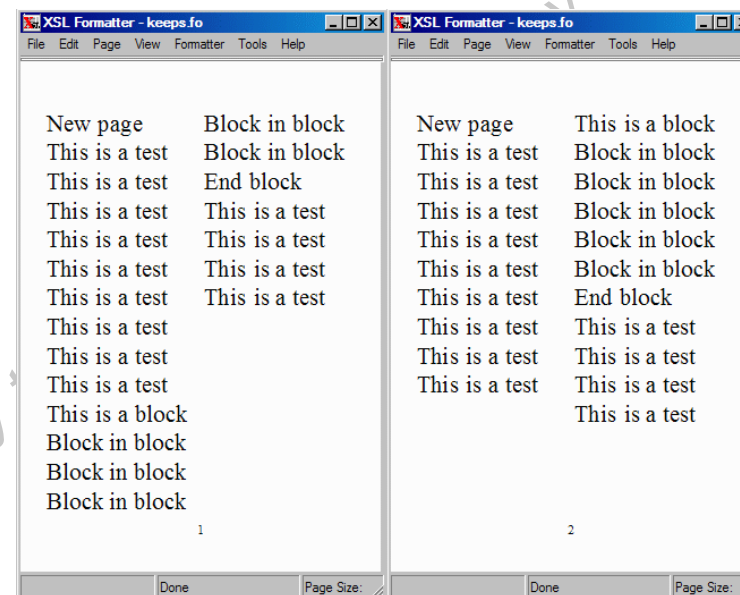 XSL Formatter - keeps.fo
File Edit Page View Formatter Tools Help
New page
This is a test
This is a test
This is a test
This is a test
This is a test
This is a test
This is a test
This is a test
This is a test
This is a block
Block in block
Block in block
Block in block
Block in block
Block in block
End block
This is a test
This is a test
This is a test
This is a test
1
Done Page Size:
XSL Formatter - keeps.fo
File Edit Page View Formatter Tools Help
New page
This is a test
This is a test
This is a test
This is a test
This is a test
This is a test
This is a test
This is a test
This is a test
This is a block
Block in block
Block in block
Block in block
Block in block
Block in block
End block
This is a test
This is a test
This is a test
This is a test
2
Done Page Size: